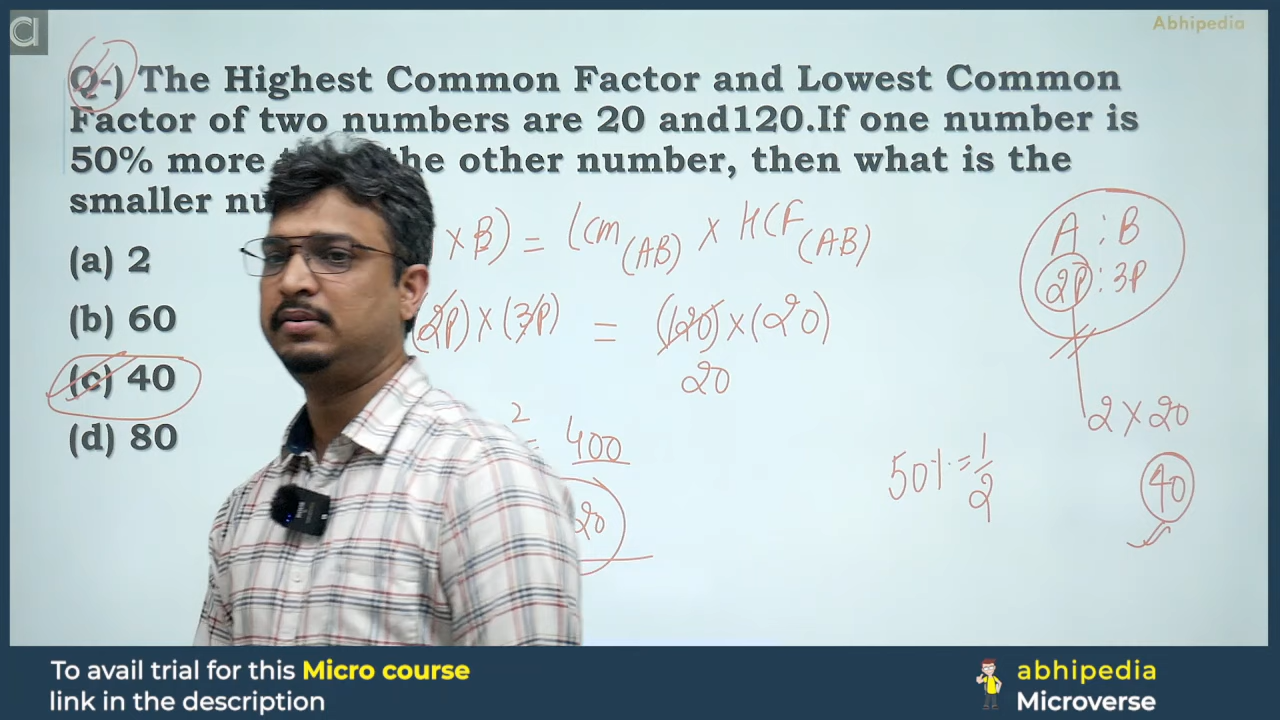 Abhipedia
Q-) The Highest Common Factor and Lowest Common
Factor of two numbers are 20 and120.If one number is
50% more the other number, then what is the
smaller
(a) 2
(b) 60
(c) 40
(d) 80
× B) = LCM (AB) × HCF (AB)
(2P) × (3P) = (120) × (20)
20
2 = 400
20
A : B
2P : 3P
2 × 20
40
50% = 1/2
To avail trial for this Micro course
link in the description
abhipedia
Microverse